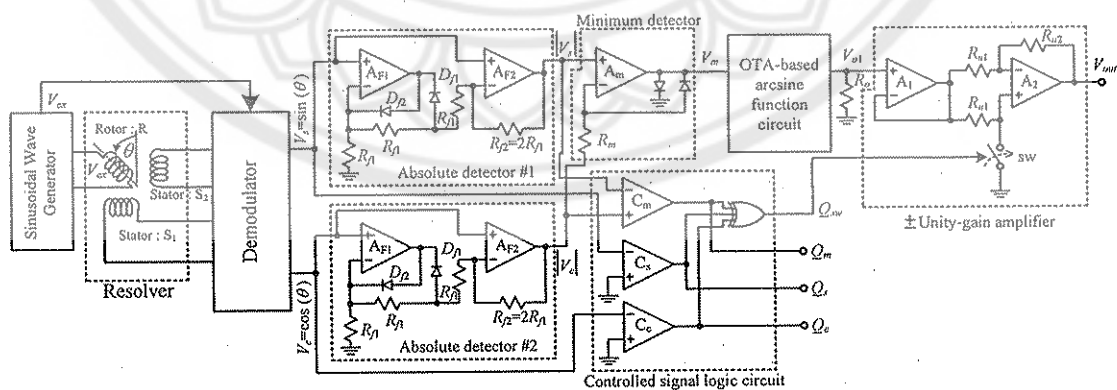 Sinusoidal Wave
Generator
V_ex
Rotor ; R
θ
V_ex
Stator ; S_2
Stator ; S_1
Resolver
Demodulator
V_s=sin (θ)
V_c=cos (θ)
A_F1
D_f2
D_f1
R_f1
R_f1
R_f1
A_F2
R_f2=2R_f1
Absolute detector #1
|V_s|
A_F1
D_f2
D_f1
R_f1
R_f1
R_f1
A_F2
R_f2=2R_f1
Absolute detector #2
|V_c|
Minimum detector
A_m
R_m
V_m
OTA-based
arcsine
function
circuit
V_o1
A_1
R_u1
R_u1
R_u2
A_2
V_out
sw
±Unity-gain amplifier
C_m
C_s
C_c
Q_sw
Q_m
Q_s
Q_c
Controlled signal logic circuit